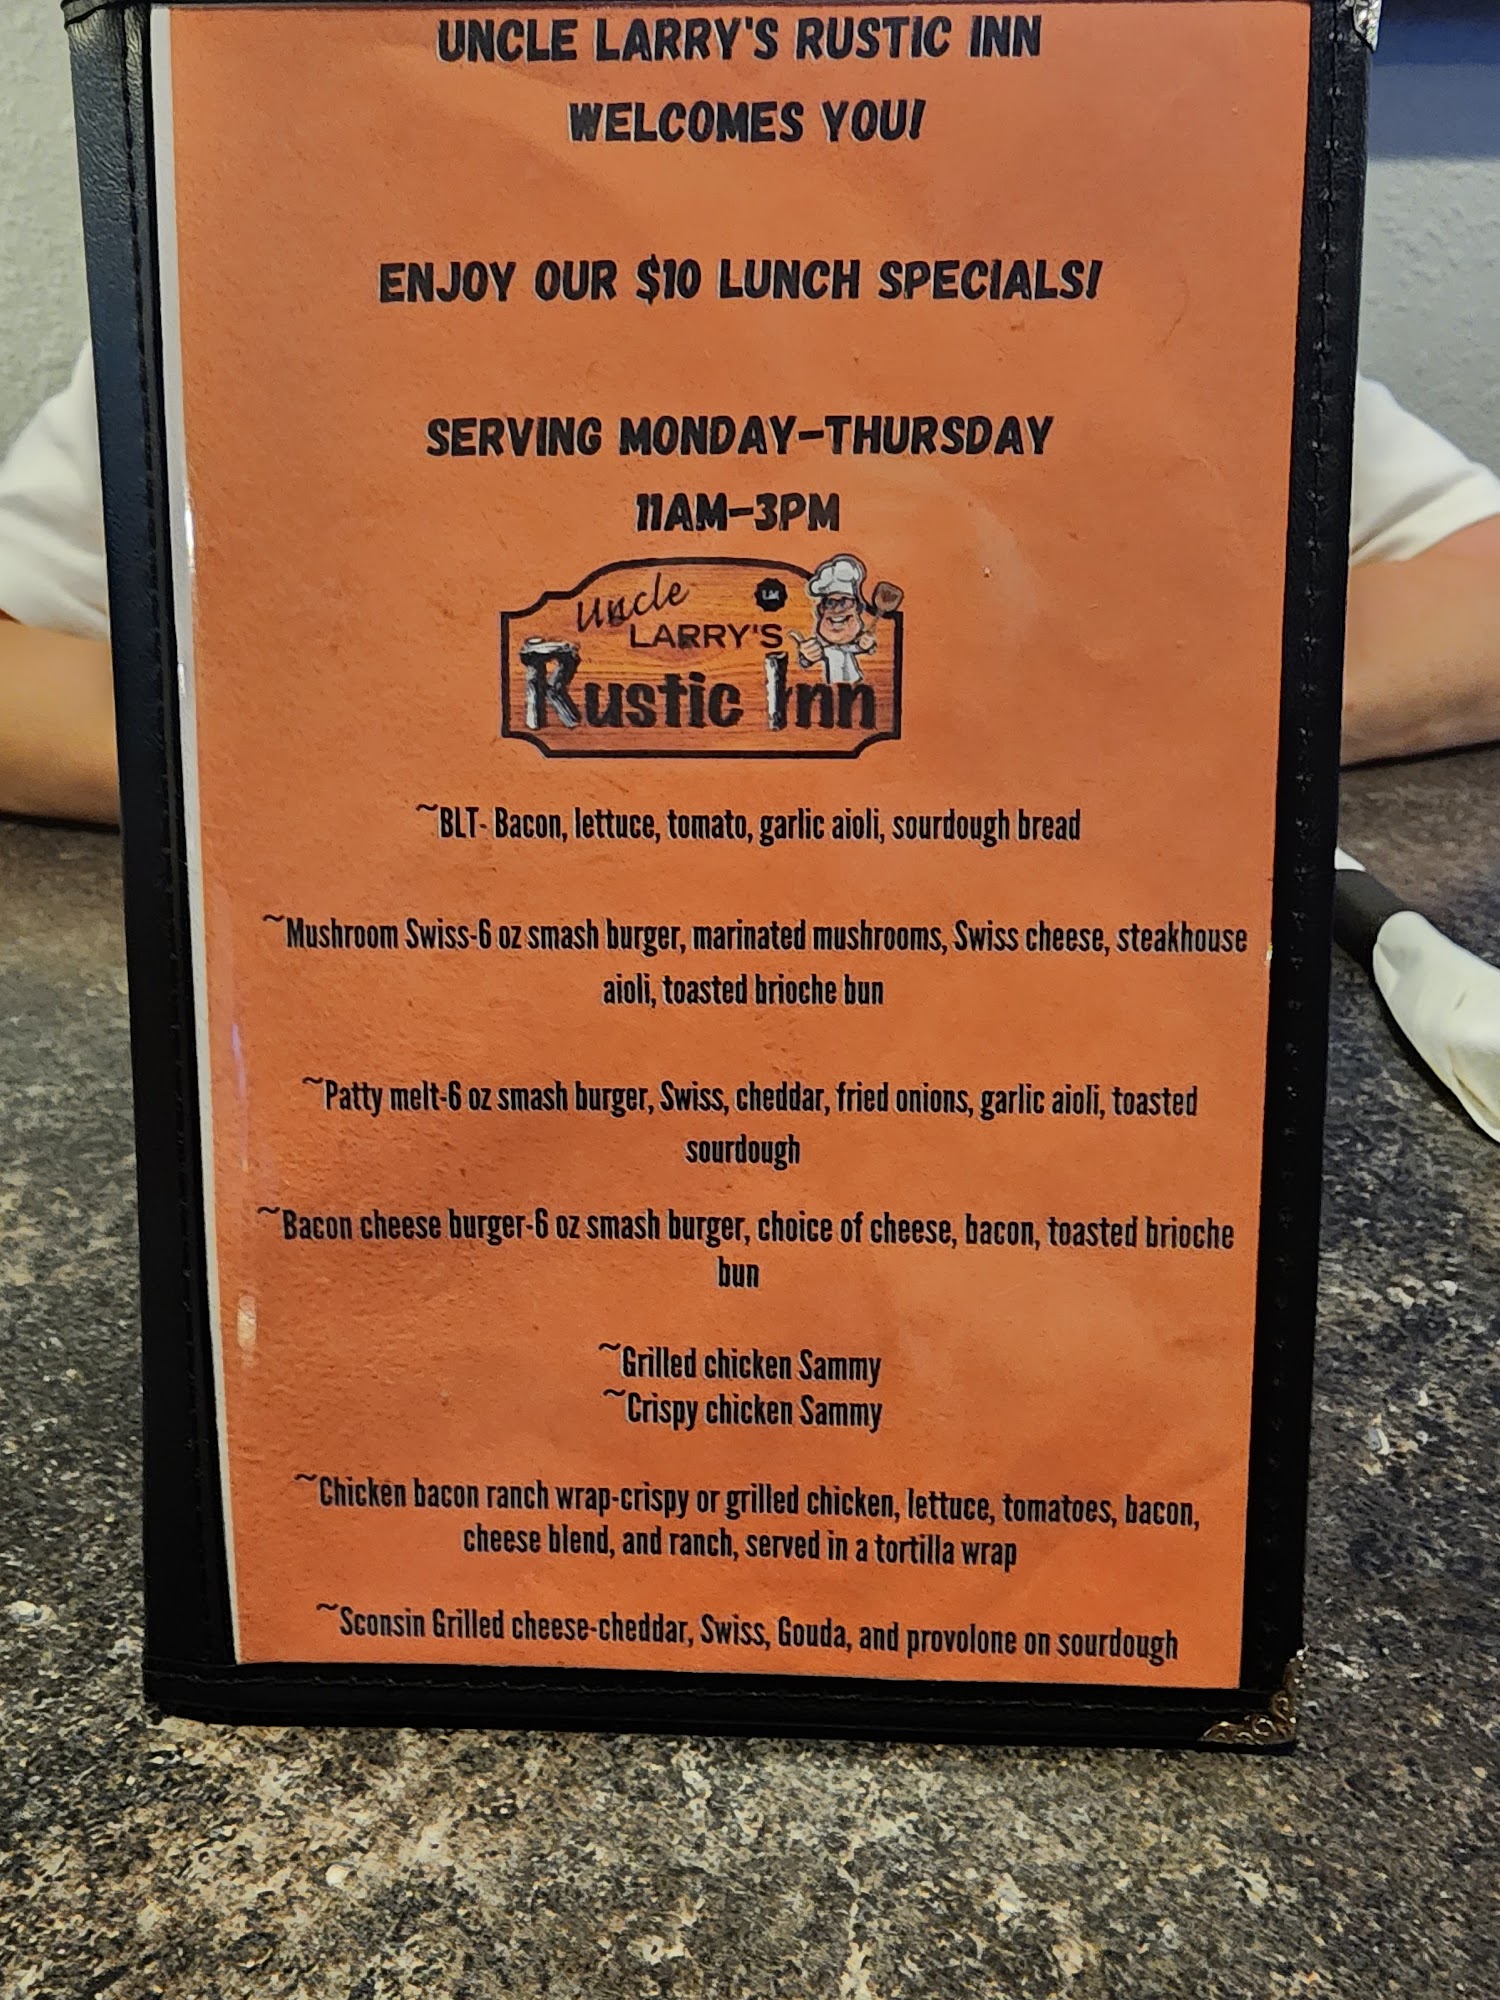 UNCLE LARRY'S RUSTIC INN
WELCOMES YOU!
ENJOY OUR $10 LUNCH SPECIALS!
SERVING MONDAY-THURSDAY
11AM-3PM
Uncle
LARRY'S
Rustic Inn
~BLT- Bacon, lettuce, tomato, garlic aioli, sourdough bread
~Mushroom Swiss-6 oz smash burger, marinated mushrooms, Swiss cheese, steakhouse
aioli, toasted brioche bun
~Patty melt-6 oz smash burger, Swiss, cheddar, fried onions, garlic aioli, toasted
sourdough
~Bacon cheese burger-6 oz smash burger, choice of cheese, bacon, toasted brioche
bun
~Grilled chicken Sammy
~Crispy chicken Sammy
~Chicken bacon ranch wrap-crispy or grilled chicken, lettuce, tomatoes, bacon,
cheese blend, and ranch, served in a tortilla wrap
~Sconsin Grilled cheese-cheddar, Swiss, Gouda, and provolone on sourdough